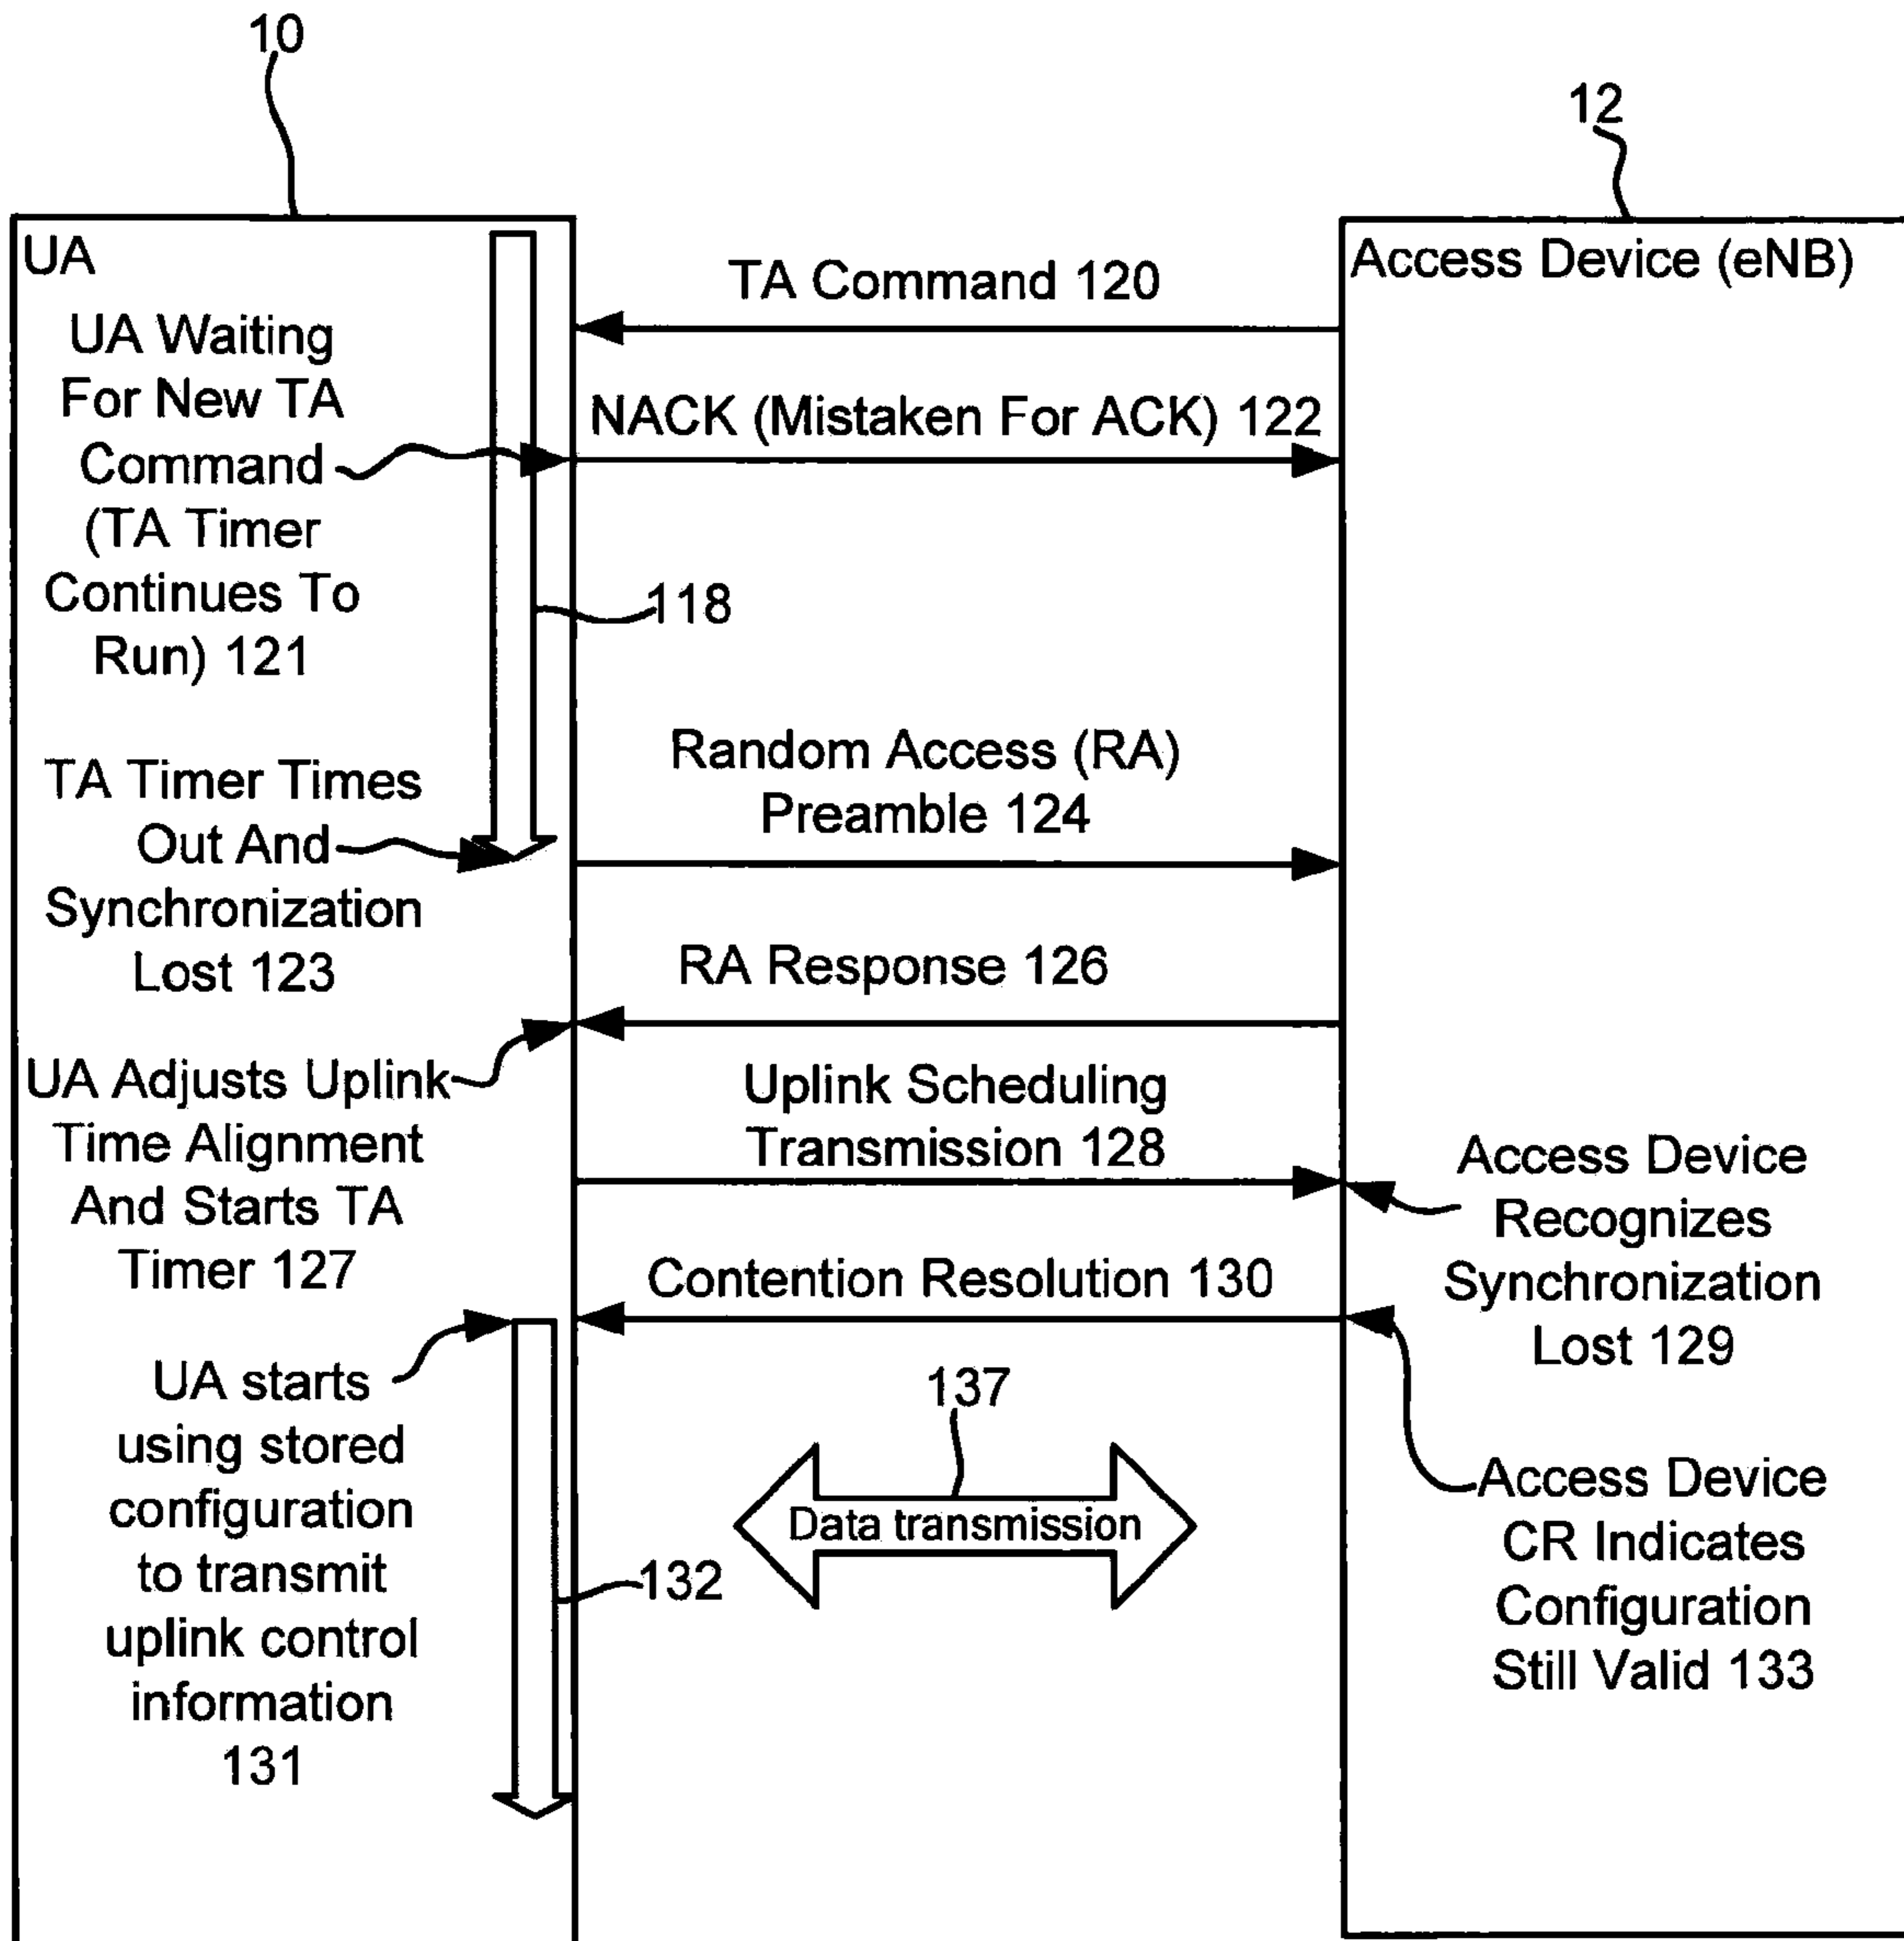 10
12
UA
Access Device (eNB)
TA Command 120
UA Waiting
For New TA
Command
(TA Timer
Continues To
Run) 121
NACK (Mistaken For ACK) 122
118
Random Access (RA)
Preamble 124
TA Timer Times
Out And
Synchronization
Lost 123
RA Response 126
UA Adjusts Uplink
Time Alignment
And Starts TA
Timer 127
Uplink Scheduling
Transmission 128
Access Device
Recognizes
Synchronization
Lost 129
Contention Resolution 130
UA starts
using stored
configuration
to transmit
uplink control
information
131
132
137
Data transmission
Access Device
CR Indicates
Configuration
Still Valid 133